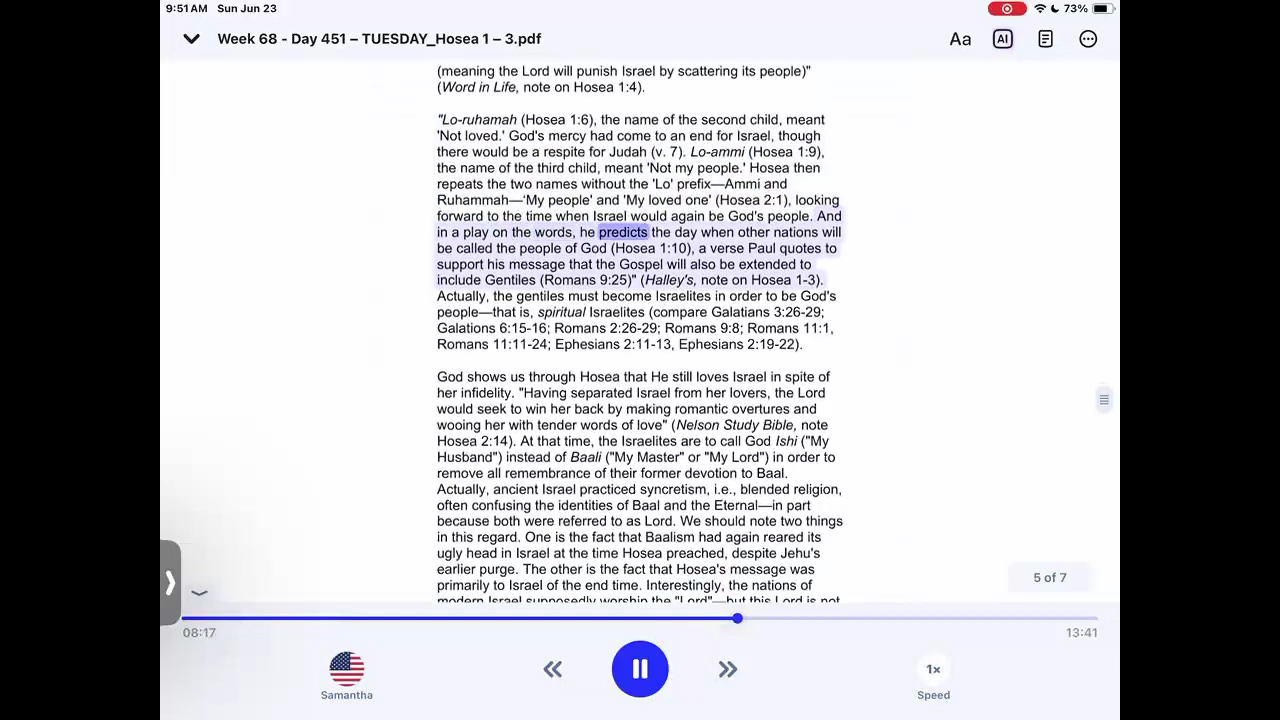 9:51 AM Sun Jun 23
73%
Week 68 - Day 451 – TUESDAY_Hosea 1 – 3.pdf
Aa
AI
(meaning the Lord will punish Israel by scattering its people)"
(Word in Life, note on Hosea 1:4).
"Lo-ruhamah (Hosea 1:6), the name of the second child, meant
'Not loved.' God's mercy had come to an end for Israel, though
there would be a respite for Judah (v. 7). Lo-ammi (Hosea 1:9),
the name of the third child, meant 'Not my people.' Hosea then
repeats the two names without the 'Lo' prefix—Ammi and
Ruhammah—'My people' and 'My loved one' (Hosea 2:1), looking
forward to the time when Israel would again be God's people. And
in a play on the words, he predicts the day when other nations will
be called the people of God (Hosea 1:10), a verse Paul quotes to
support his message that the Gospel will also be extended to
include Gentiles (Romans 9:25)" (Halley's, note on Hosea 1-3).
Actually, the gentiles must become Israelites in order to be God's
people—that is, spiritual Israelites (compare Galatians 3:26-29;
Galatians 6:15-16; Romans 2:26-29; Romans 9:8; Romans 11:1,
Romans 11:11-24; Ephesians 2:11-13, Ephesians 2:19-22).
God shows us through Hosea that He still loves Israel in spite of
her infidelity. "Having separated Israel from her lovers, the Lord
would seek to win her back by making romantic overtures and
wooing her with tender words of love" (Nelson Study Bible, note
Hosea 2:14). At that time, the Israelites are to call God Ishi ("My
Husband") instead of Baali ("My Master" or "My Lord") in order to
remove all remembrance of their former devotion to Baal.
Actually, ancient Israel practiced syncretism, i.e., blended religion,
often confusing the identities of Baal and the Eternal—in part
because both were referred to as Lord. We should note two things
in this regard. One is the fact that Baalism had again reared its
ugly head in Israel at the time Hosea preached, despite Jehu's
earlier purge. The other is the fact that Hosea's message was
primarily to Israel of the end time. Interestingly, the nations of
modern Israel supposedly worship the "Lord"—but this Lord is not
5 of 7
08:17
13:41
Samantha
1×
Speed